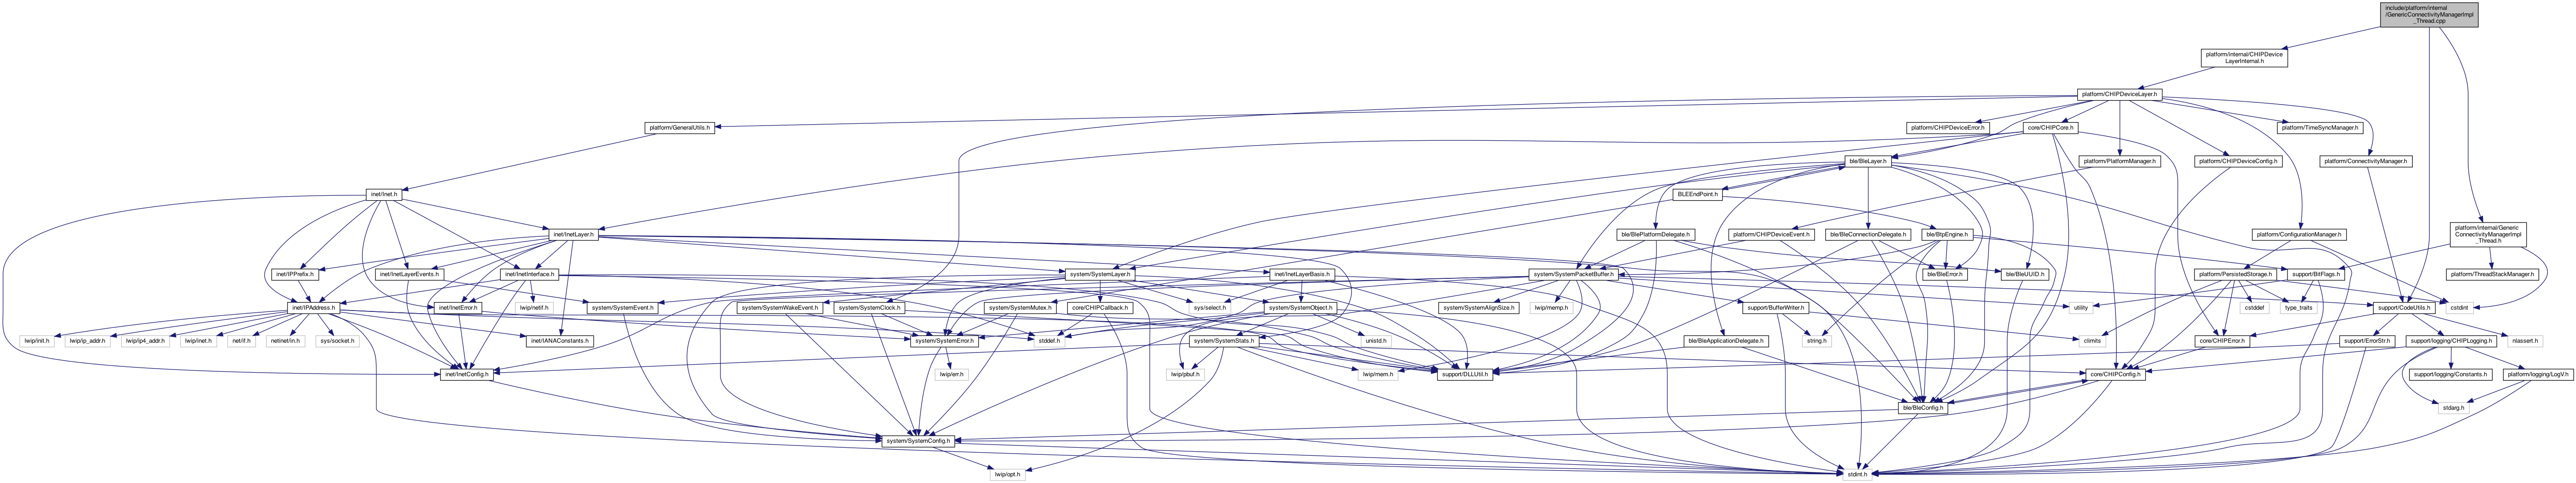 include/platform/internal
/GenericConnectivityManagerImpl
_Thread.cpp
platform/internal/CHIPDevice
LayerInternal.h
platform/CHIPDeviceLayer.h
platform/GeneralUtils.h
platform/CHIPDeviceError.h
core/CHIPCore.h
platform/TimeSyncManager.h
ble/BleLayer.h
platform/PlatformManager.h
platform/CHIPDeviceConfig.h
platform/ConnectivityManager.h
inet/Inet.h
BLEEndPoint.h
inet/InetLayer.h
ble/BlePlatformDelegate.h
platform/CHIPDeviceEvent.h
ble/BleConnectionDelegate.h
ble/BtpEngine.h
platform/ConfigurationManager.h
platform/internal/Generic
ConnectivityManagerImpl
_Thread.h
inet/IPPrefix.h
inet/InetLayerEvents.h
inet/InetInterface.h
system/SystemLayer.h
inet/InetLayerBasis.h
system/SystemPacketBuffer.h
ble/BleError.h
ble/BleUUID.h
platform/PersistedStorage.h
support/BitFlags.h
platform/ThreadStackManager.h
inet/IPAddress.h
inet/InetError.h
lwip/netif.h
system/SystemEvent.h
system/SystemWakeEvent.h
system/SystemClock.h
system/SystemMutex.h
core/CHIPCallback.h
sys/select.h
system/SystemObject.h
system/SystemAlignSize.h
lwip/memp.h
support/BufferWriter.h
utility
cstddef
type_traits
support/CodeUtils.h
cstdint
lwip/init.h
lwip/ip_addr.h
lwip/ip4_addr.h
lwip/inet.h
net/if.h
netinet/in.h
sys/socket.h
inet/IANAConstants.h
system/SystemError.h
stddef.h
system/SystemStats.h
unistd.h
ble/BleApplicationDelegate.h
string.h
climits
core/CHIPError.h
support/ErrorStr.h
support/logging/CHIPLogging.h
nlassert.h
inet/InetConfig.h
lwip/err.h
lwip/pbuf.h
lwip/mem.h
support/DLLUtil.h
core/CHIPConfig.h
support/logging/Constants.h
platform/logging/LogV.h
ble/BleConfig.h
stdarg.h
system/SystemConfig.h
lwip/opt.h
stdint.h